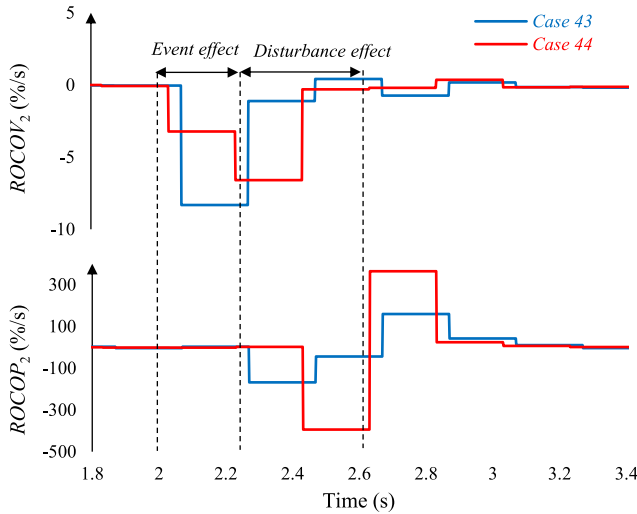 Case 43
Case 44
Event effect
Disturbance effect
ROCOV2 (%/s)
5
0
-5
-10
ROCOP2 (%/s)
300
100
-100
-300
-500
1.8
2
2.2
2.4
2.6
2.8
3
3.2
3.4
Time (s)